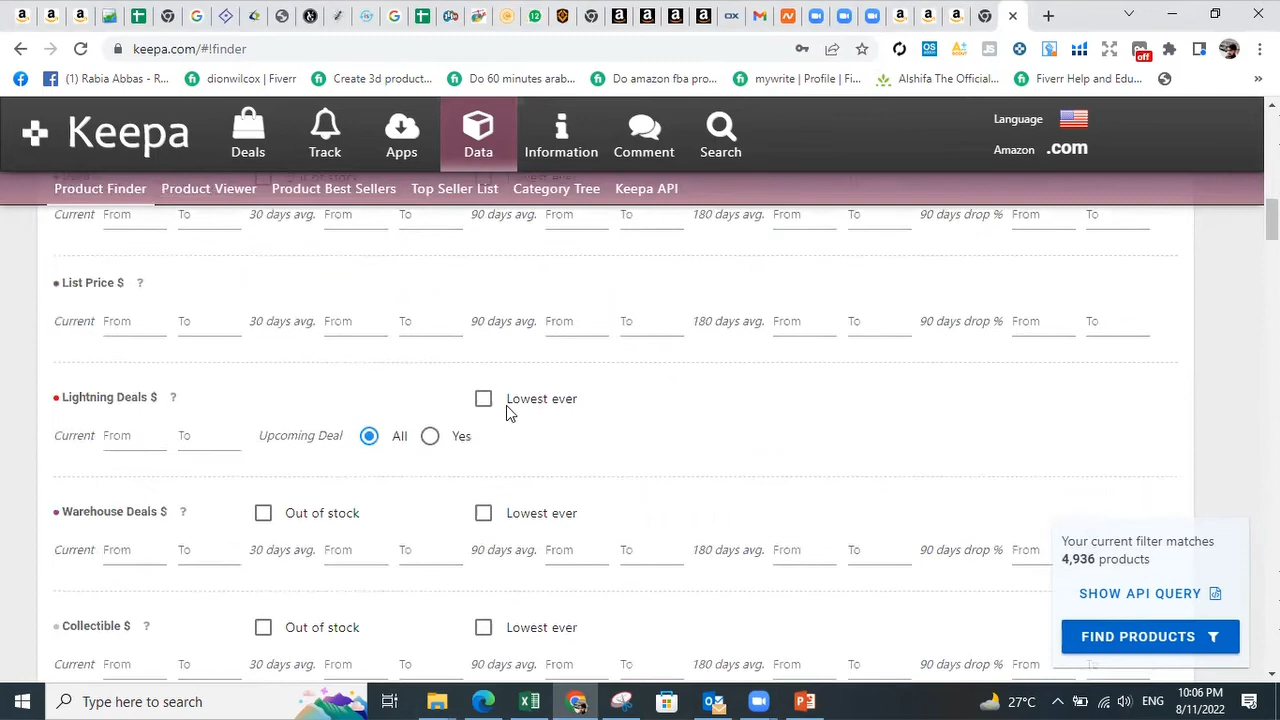 keepa.com/#!finder
off
(1) Rabia Abbas - R...
dionwilcox | Fiverr
Create 3d product...
Do 60 minutes arab...
Do amazon fba pro...
mywrite | Profile | Fi...
Alshifa The Official...
Fiverr Help and Edu...
»
Keepa
Deals
Track
Apps
Data
Information
Comment
Search
Language
Amazon .com
Product Finder
Product Viewer
Product Best Sellers
Top Seller List
Category Tree
Keepa API
Current From To 30 days avg. From To 90 days avg. From To 180 days avg. From To 90 days drop % From To
List Price $ ?
Current From To 30 days avg. From To 90 days avg. From To 180 days avg. From To 90 days drop % From To
Lightning Deals $ ? Lowest ever
Current From To Upcoming Deal All Yes
Warehouse Deals $ ? Out of stock Lowest ever
Current From To 30 days avg. From To 90 days avg. From To 180 days avg. From To 90 days drop % From
Collectible $ ? Out of stock Lowest ever
Current From To 30 days avg. From To 90 days avg. From To 180 days avg. From To 90 days drop % From To
Your current filter matches
4,936 products
SHOW API QUERY
FIND PRODUCTS
Type here to search
27°C
ENG
10:06 PM
8/11/2022